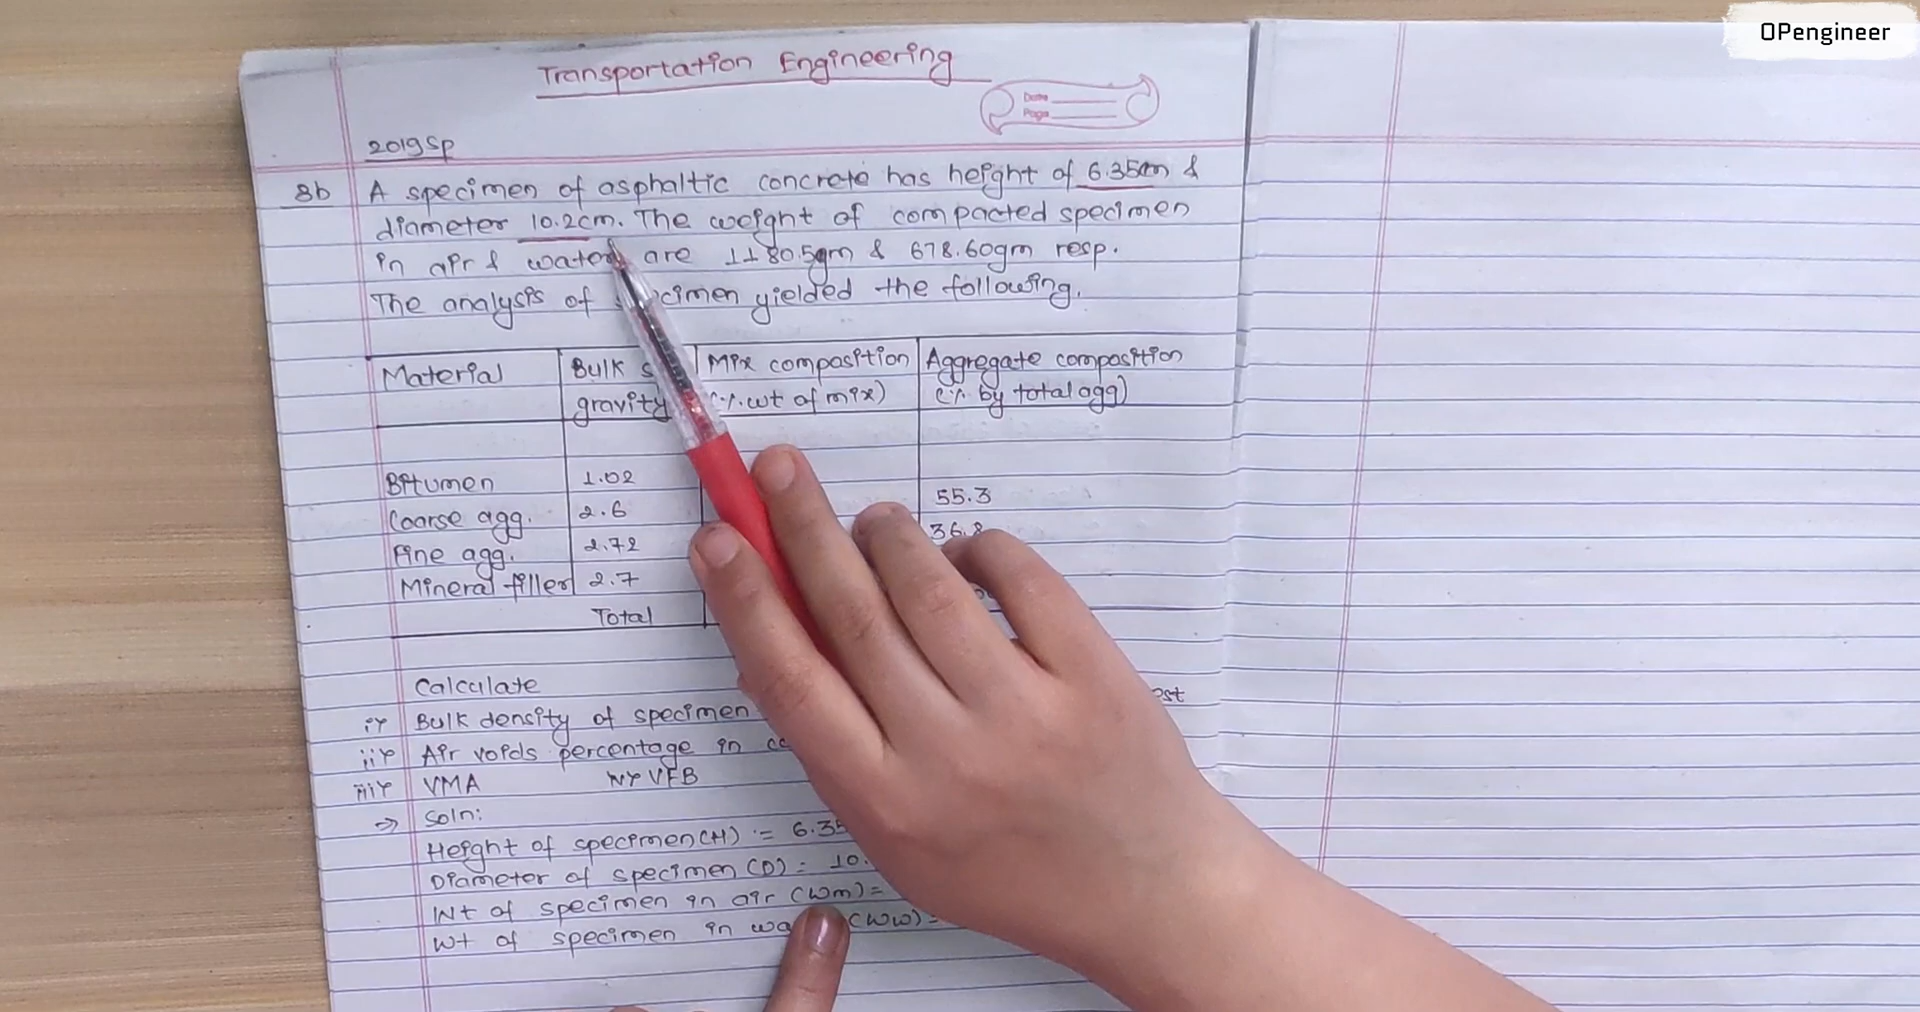 OPengineer
Transportation Engineering
Date
Page
2019 sp
8b A specimen of asphaltic concrete has height of 6.35cm &
diameter 10.2cm. The weight of compacted specimen
in air & water are 1180.5gm & 678.60gm resp.
The analysis of specimen yielded the following.
Material Bulk gravity Mix composition (%.wt of mix) Aggregate composition (% by total agg)
Bitumen 1.02
Coarse agg. 2.6 55.3
Fine agg. 2.72 36.8
Mineral filler 2.7
Total
Calculate
i> Bulk density of specimen
ii> Air voids percentage in
iii> VMA iv> VFB
=> Soln:
Height of specimen (H) = 6.35
Diameter of specimen (D) = 10.
Wt of specimen in air (Wm) =
Wt of specimen in (Ww) =